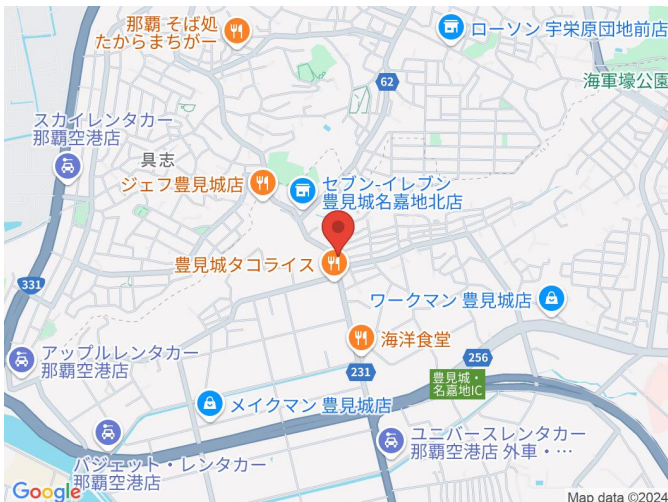 那覇 そば処
たからまちがー
ローソン 宇栄原団地前店
62
海軍壕公園
スカイレンタカー
那覇空港店
具志
ジェフ豊見城店
セブン-イレブン
豊見城名嘉地北店
豊見城タコライス
331
ワークマン 豊見城店
海洋食堂
アップルレンタカー
那覇空港店
256
231
豊見城・
名嘉地IC
メイクマン 豊見城店
ユニバースレンタカー
那覇空港店 外車・…
バジェット・レンタカー
那覇空港店
Google
Map data ©2024